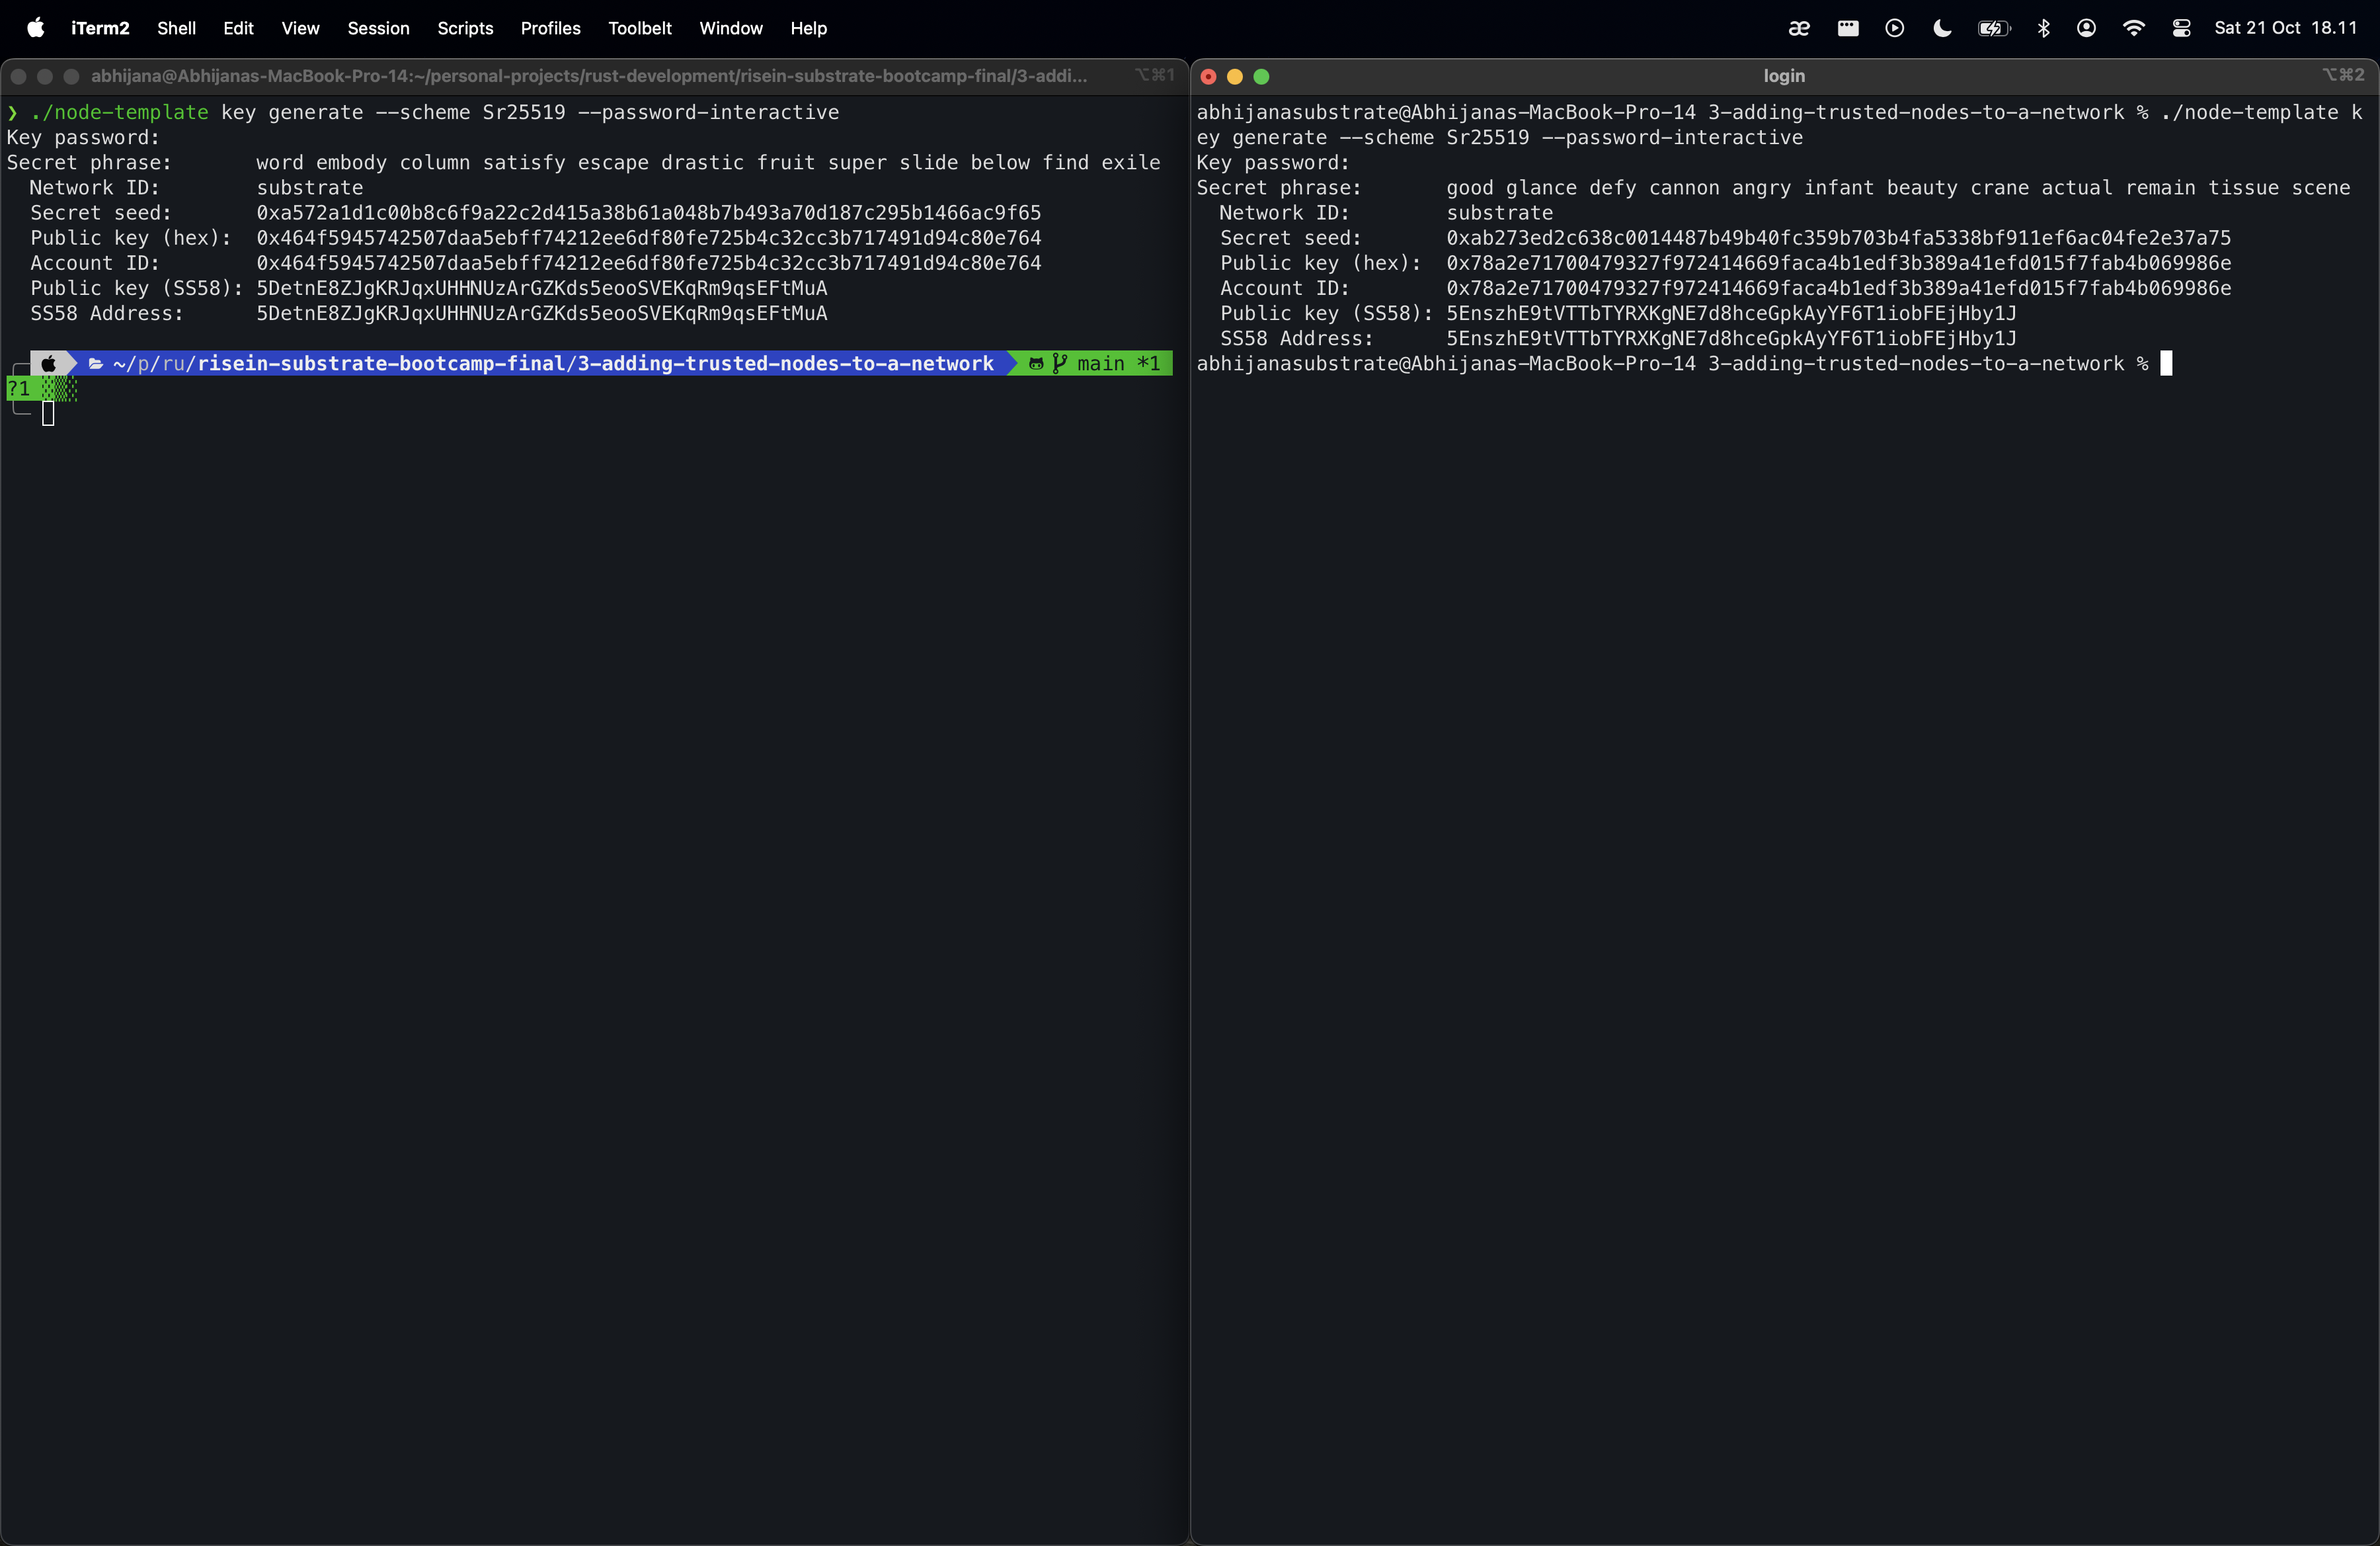 iTerm2 Shell Edit View Session Scripts Profiles Toolbelt Window Help Sat 21 Oct 18.11
abhijana@Abhijanas-MacBook-Pro-14:~/personal-projects/rust-development/risein-substrate-bootcamp-final/3-addi... ⌥⌘1
❯ ./node-template key generate --scheme Sr25519 --password-interactive
Key password:
Secret phrase: word embody column satisfy escape drastic fruit super slide below find exile
Network ID: substrate
Secret seed: 0xa572a1d1c00b8c6f9a22c2d415a38b61a048b7b493a70d187c295b1466ac9f65
Public key (hex): 0x464f5945742507daa5ebff74212ee6df80fe725b4c32cc3b717491d94c80e764
Account ID: 0x464f5945742507daa5ebff74212ee6df80fe725b4c32cc3b717491d94c80e764
Public key (SS58): 5DetnE8ZJgKRJqxUHHNUzArGZKds5eooSVEKqRm9qsEFtMuA
SS58 Address: 5DetnE8ZJgKRJqxUHHNUzArGZKds5eooSVEKqRm9qsEFtMuA
~/p/ru/risein-substrate-bootcamp-final/3-adding-trusted-nodes-to-a-network main *1
?1
login ⌥⌘2
abhijanasubstrate@Abhijanas-MacBook-Pro-14 3-adding-trusted-nodes-to-a-network % ./node-template k
ey generate --scheme Sr25519 --password-interactive
Key password:
Secret phrase: good glance defy cannon angry infant beauty crane actual remain tissue scene
Network ID: substrate
Secret seed: 0xab273ed2c638c0014487b49b40fc359b703b4fa5338bf911ef6ac04fe2e37a75
Public key (hex): 0x78a2e71700479327f972414669faca4b1edf3b389a41efd015f7fab4b069986e
Account ID: 0x78a2e71700479327f972414669faca4b1edf3b389a41efd015f7fab4b069986e
Public key (SS58): 5EnszhE9tVTTbTYRXKgNE7d8hceGpkAyYF6T1iobFEjHby1J
SS58 Address: 5EnszhE9tVTTbTYRXKgNE7d8hceGpkAyYF6T1iobFEjHby1J
abhijanasubstrate@Abhijanas-MacBook-Pro-14 3-adding-trusted-nodes-to-a-network %